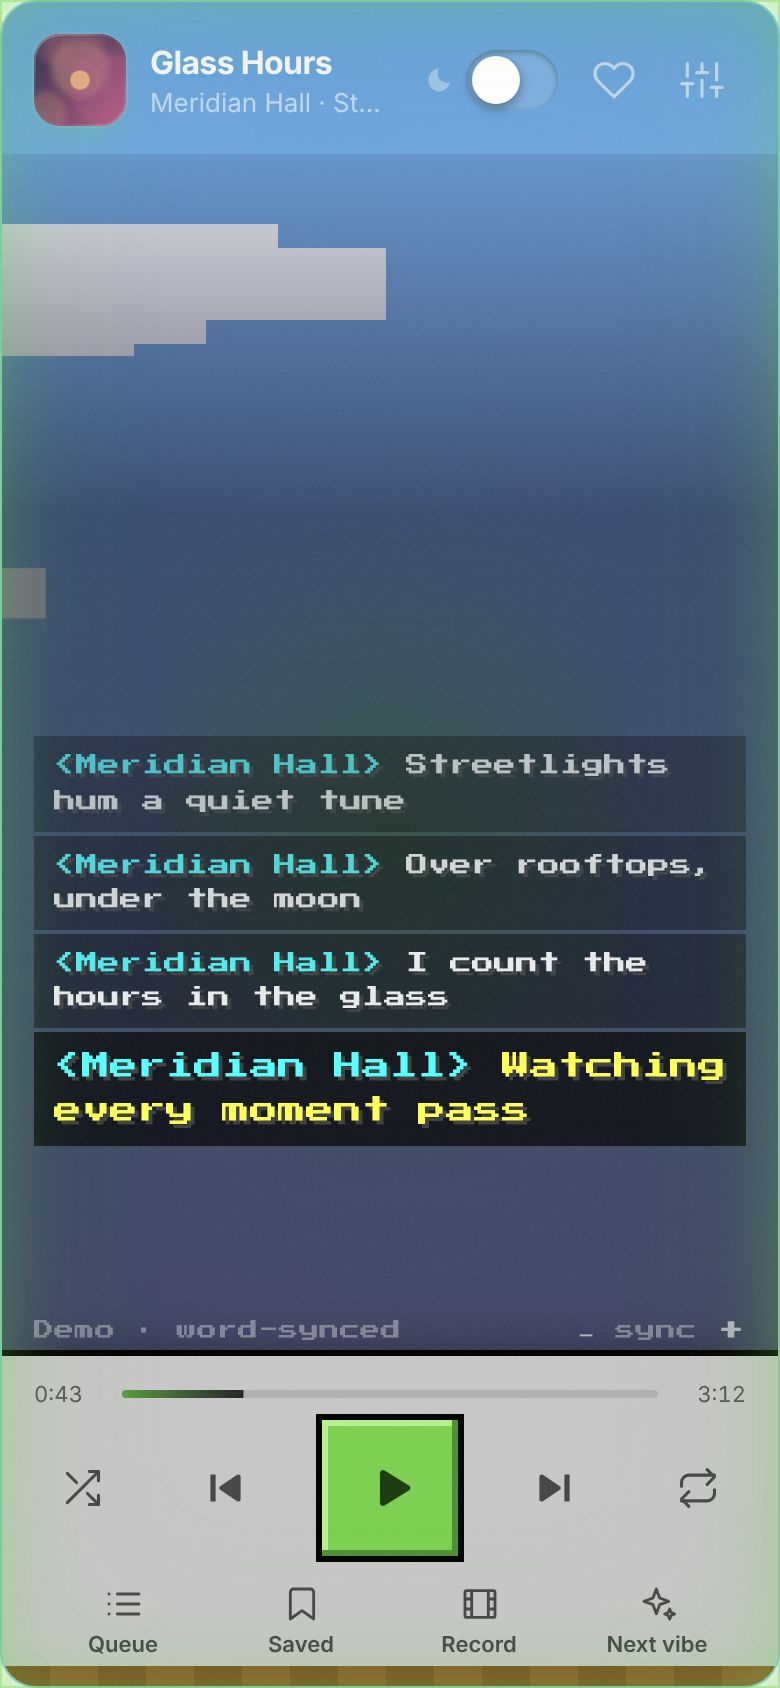 Glass Hours
Meridian Hall · St...
<Meridian Hall> Streetlights
hum a quiet tune
<Meridian Hall> Over rooftops,
under the moon
<Meridian Hall> I count the
hours in the glass
<Meridian Hall> Watching
every moment pass
Demo · word-synced - sync +
0:43 3:12
Queue Saved Record Next vibe